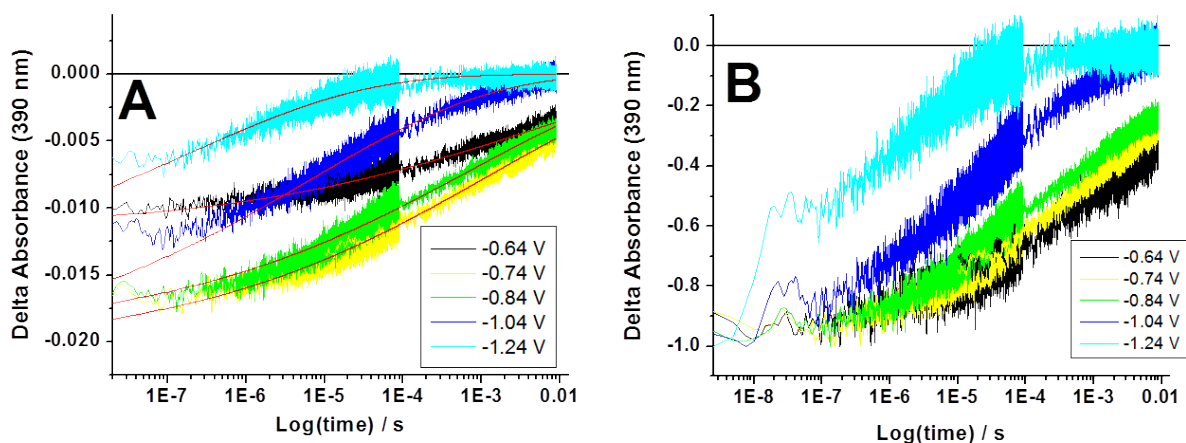 A
Delta Absorbance (390 nm)
0.000
-0.005
-0.010
-0.015
-0.020
-0.64 V
-0.74 V
-0.84 V
-1.04 V
-1.24 V
1E-7
1E-6
1E-5
1E-4
1E-3
0.01
Log(time) / s
B
Delta Absorbance (390 nm)
0.0
-0.2
-0.4
-0.6
-0.8
-1.0
-0.64 V
-0.74 V
-0.84 V
-1.04 V
-1.24 V
1E-8
1E-7
1E-6
1E-5
1E-4
1E-3
0.01
Log(time) / s